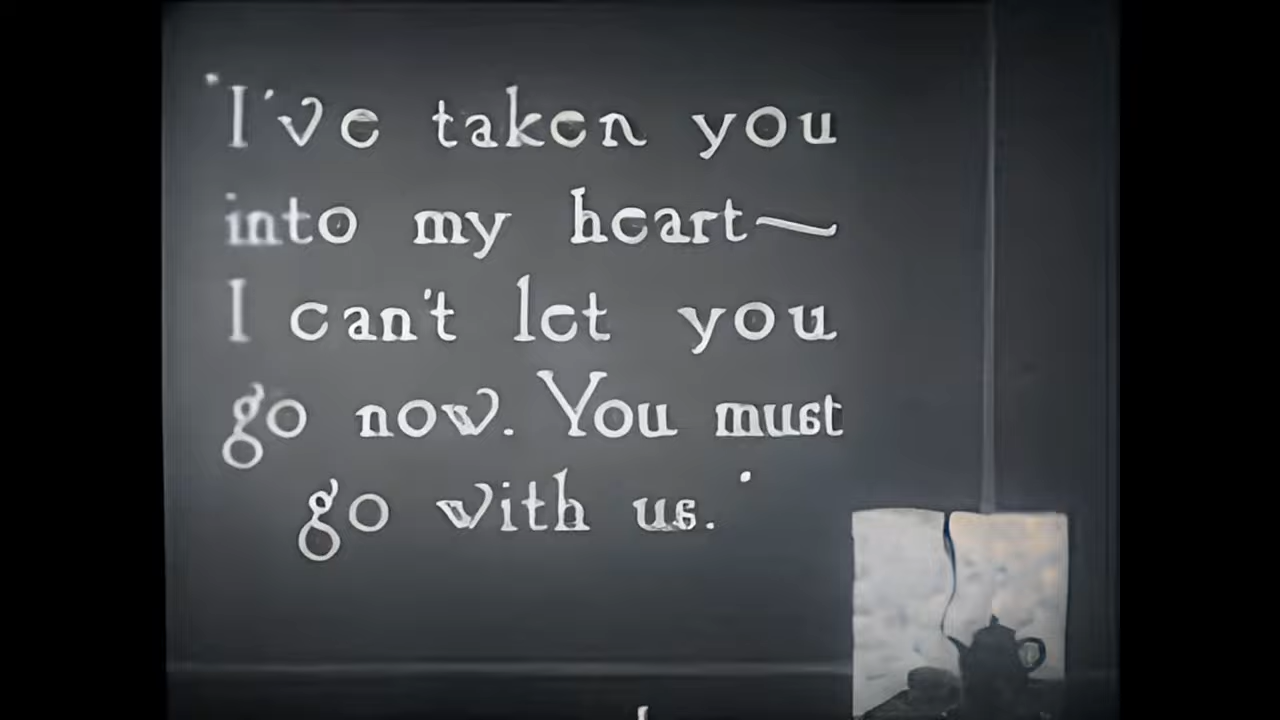 "I've taken you
into my heart~
I can't let you
go now. You must
go with us."